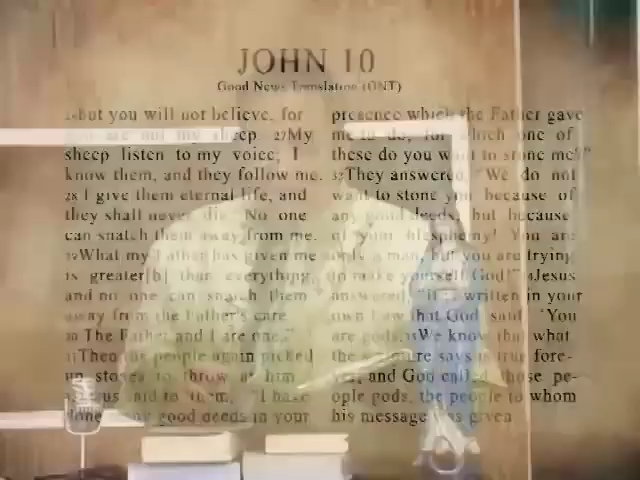 JOHN 10
Good News Translation (GNT)
26but you will not believe, for
you are not my sheep. 27My
sheep listen to my voice; I
know them, and they follow me.
28 I give them eternal life, and
they shall never die. No one
can snatch them away from me.
29What my Father has given me
is greater[b] than everything,
and no one can snatch them
away from the Father's care.
30 The Father and I are one."
31Then the people again picked
up stones to throw at him.
Jesus said to them, "I have
done many good deeds in your
presence which the Father gave
me to do; for which one of
these do you want to stone me?"
33They answered, "We do not
want to stone you because of
any good deeds, but because
of your blasphemy! You are
only a man, but you are trying
to make yourself God!" 34Jesus
answered, "It is written in your
own Law that God said, 'You
are gods.' 35We know that what
the scripture says is true fore-
ver; and God called those pe-
ople gods, the people to whom
his message was given